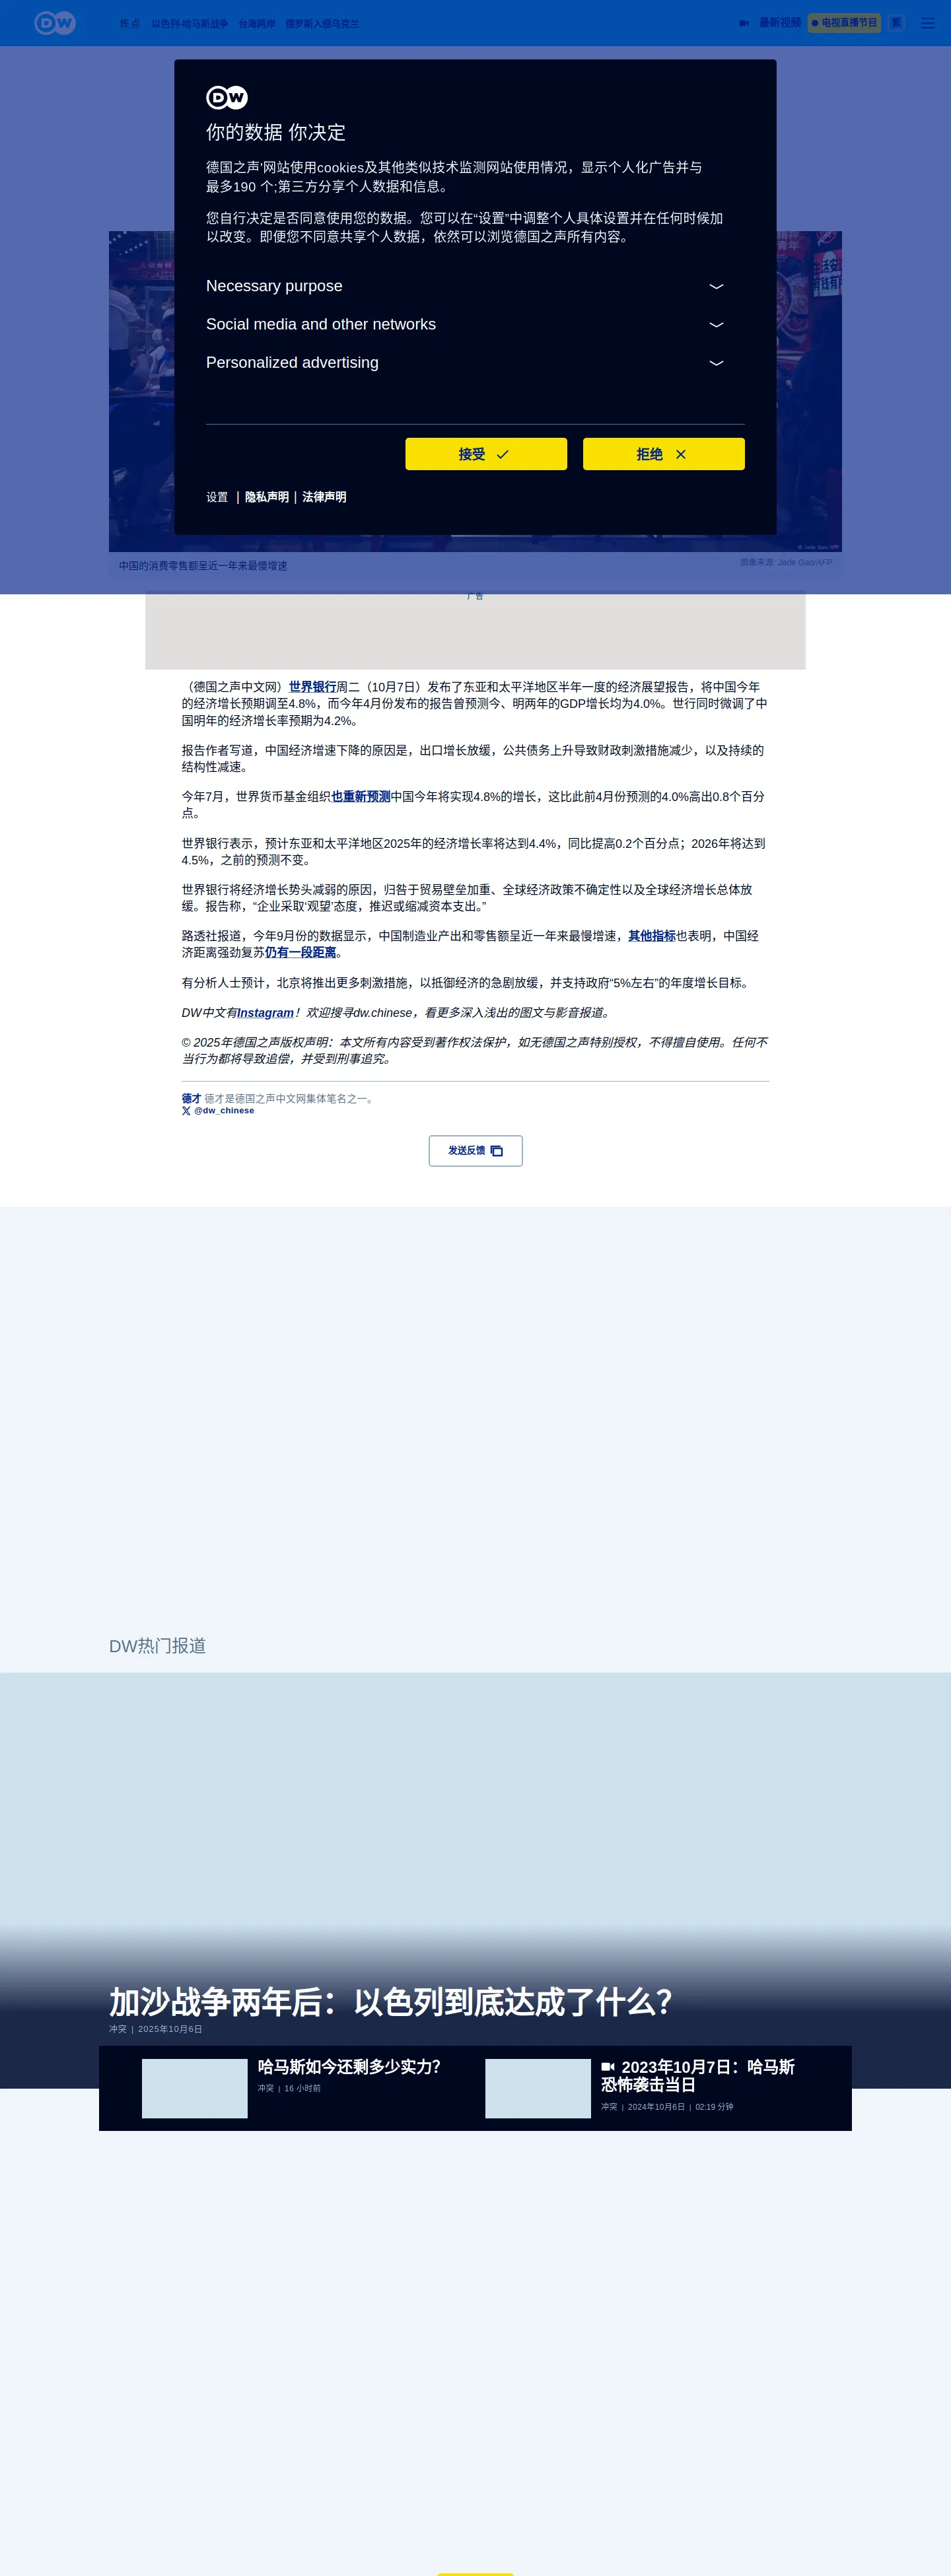 DW
焦点 以色列-哈马斯战争 台海两岸 俄罗斯入侵乌克兰
最新视频 电视直播节目 繁
DW
你的数据 你决定
德国之声'网站使用cookies及其他类似技术监测网站使用情况，显示个人化广告并与
最多190 个;第三方分享个人数据和信息。
您自行决定是否同意使用您的数据。您可以在“设置”中调整个人具体设置并在任何时候加
以改变。即便您不同意共享个人数据，依然可以浏览德国之声所有内容。
Necessary purpose
Social media and other networks
Personalized advertising
接受
拒绝
设置 | 隐私声明 | 法律声明
© Jade Gao/AFP
中国的消费零售额呈近一年来最慢增速
图像来源: Jade Gao/AFP
广告
（德国之声中文网）世界银行周二（10月7日）发布了东亚和太平洋地区半年一度的经济展望报告，将中国今年
的经济增长预期调至4.8%，而今年4月份发布的报告曾预测今、明两年的GDP增长均为4.0%。世行同时微调了中
国明年的经济增长率预期为4.2%。
报告作者写道，中国经济增速下降的原因是，出口增长放缓，公共债务上升导致财政刺激措施减少，以及持续的
结构性减速。
今年7月，世界货币基金组织也重新预测中国今年将实现4.8%的增长，这比此前4月份预测的4.0%高出0.8个百分
点。
世界银行表示，预计东亚和太平洋地区2025年的经济增长率将达到4.4%，同比提高0.2个百分点；2026年将达到
4.5%，之前的预测不变。
世界银行将经济增长势头减弱的原因，归咎于贸易壁垒加重、全球经济政策不确定性以及全球经济增长总体放
缓。报告称，“企业采取‘观望’态度，推迟或缩减资本支出。”
路透社报道，今年9月份的数据显示，中国制造业产出和零售额呈近一年来最慢增速，其他指标也表明，中国经
济距离强劲复苏仍有一段距离。
有分析人士预计，北京将推出更多刺激措施，以抵御经济的急剧放缓，并支持政府“5%左右”的年度增长目标。
DW中文有Instagram！欢迎搜寻dw.chinese，看更多深入浅出的图文与影音报道。
© 2025年德国之声版权声明：本文所有内容受到著作权法保护，如无德国之声特别授权，不得擅自使用。任何不
当行为都将导致追偿，并受到刑事追究。
德才 德才是德国之声中文网集体笔名之一。
@dw_chinese
发送反馈
DW热门报道
加沙战争两年后：以色列到底达成了什么？
冲突 | 2025年10月6日
哈马斯如今还剩多少实力？
冲突 | 16 小时前
2023年10月7日：哈马斯
恐怖袭击当日
冲突 | 2024年10月6日 | 02:19 分钟